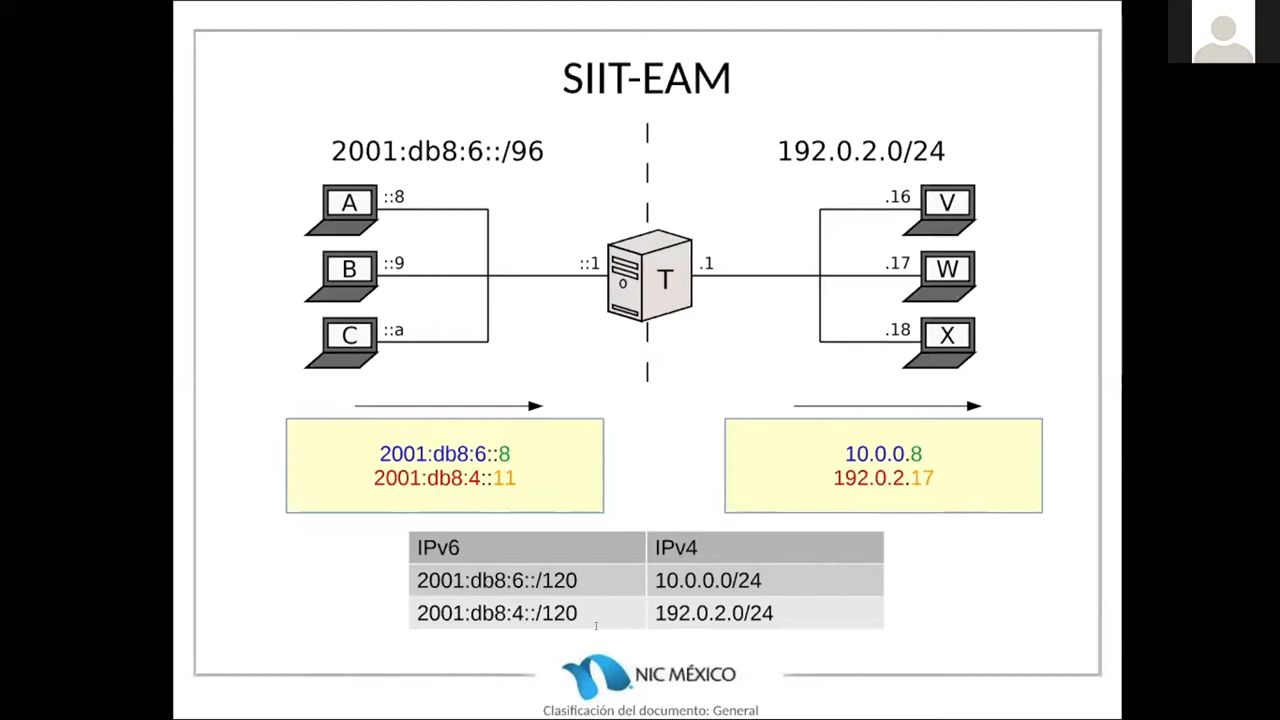 SIIT-EAM
2001:db8:6::/96
192.0.2.0/24
A
::8
.16
V
B
::9
::1
T
.1
.17
W
C
::a
.18
X
2001:db8:6::8
2001:db8:4::11
10.0.0.8
192.0.2.17
IPv6 IPv4
2001:db8:6::/120 10.0.0.0/24
2001:db8:4::/120 192.0.2.0/24
NIC MÉXICO
Clasificación del documento: General